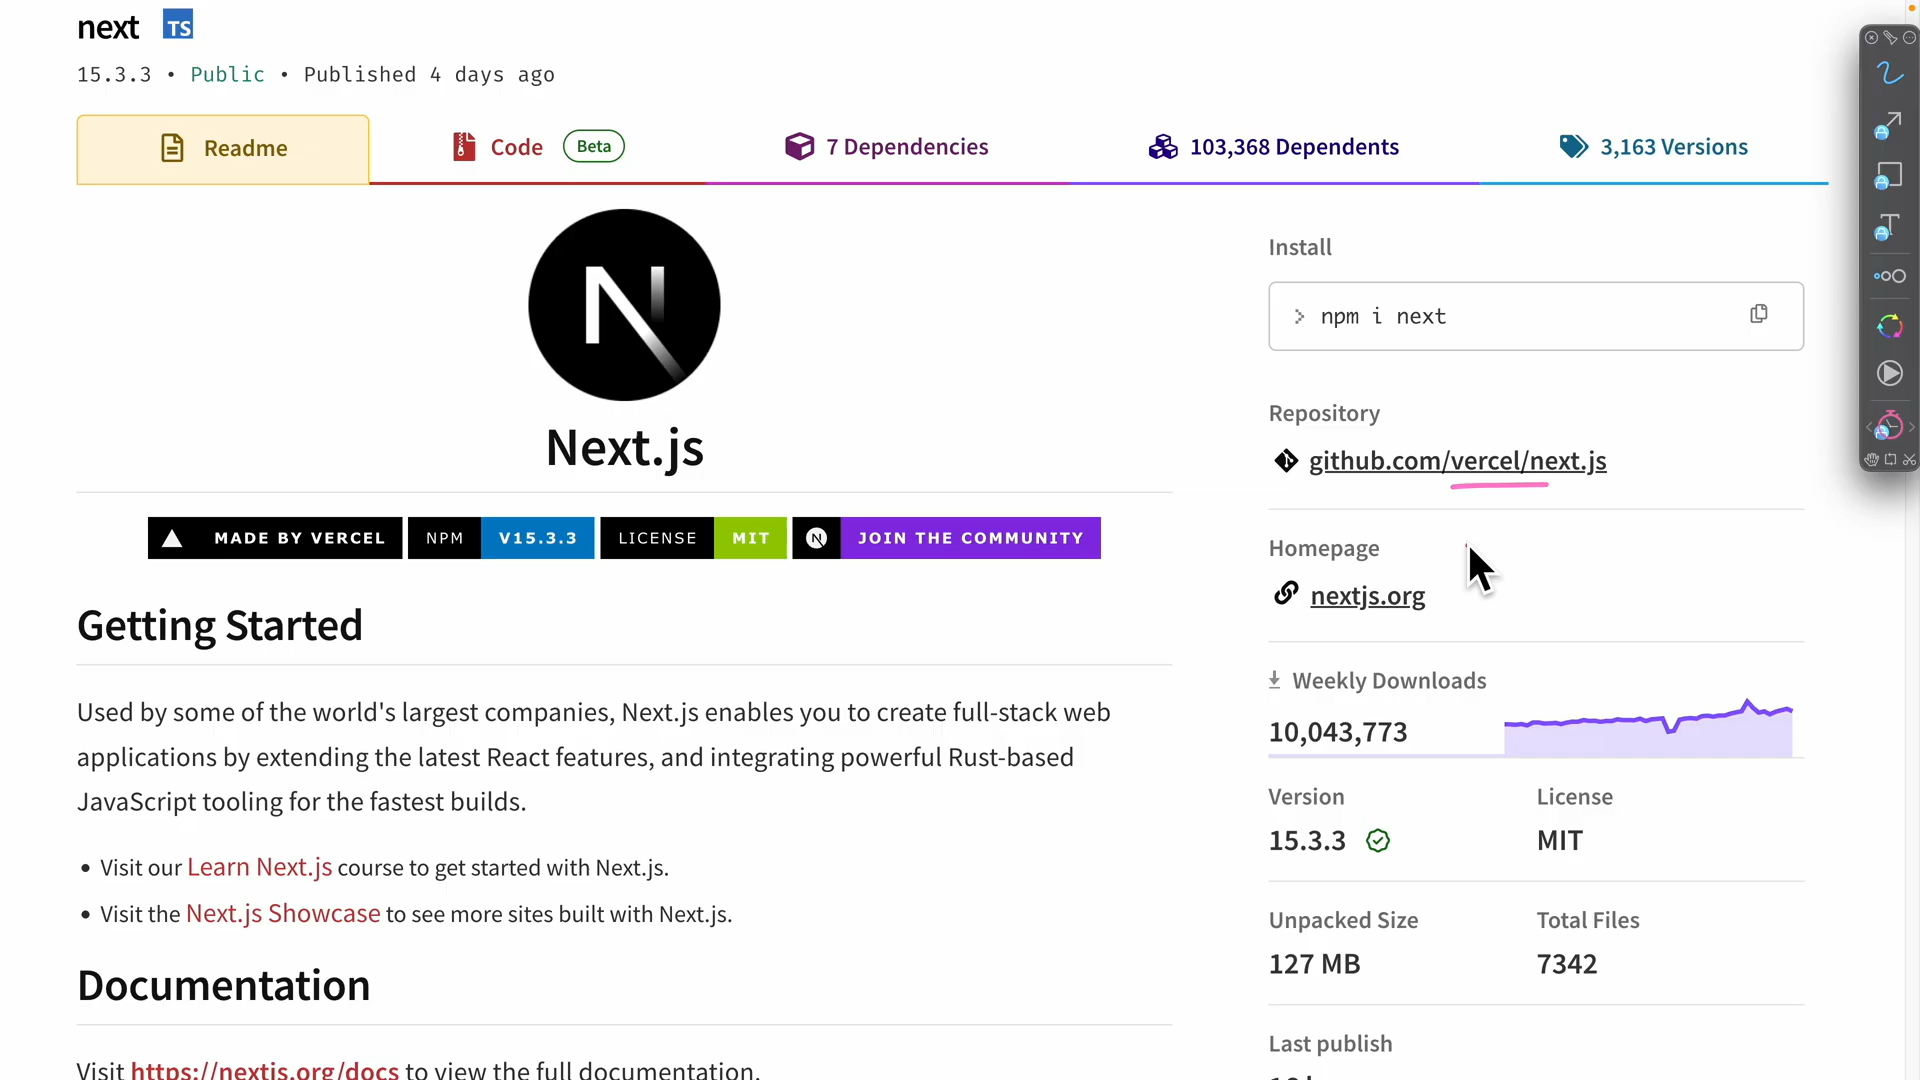 next TS
15.3.3 • Public • Published 4 days ago
Readme
Code Beta
7 Dependencies
103,368 Dependents
3,163 Versions
N
Next.js
MADE BY VERCEL NPM V15.3.3 LICENSE MIT N JOIN THE COMMUNITY
Getting Started
Used by some of the world's largest companies, Next.js enables you to create full-stack web
applications by extending the latest React features, and integrating powerful Rust-based
JavaScript tooling for the fastest builds.
• Visit our Learn Next.js course to get started with Next.js.
• Visit the Next.js Showcase to see more sites built with Next.js.
Documentation
Visit https://nextjs.org/docs to view the full documentation.
Install
> npm i next
Repository
github.com/vercel/next.js
Homepage
nextjs.org
Weekly Downloads
10,043,773
Version
15.3.3
License
MIT
Unpacked Size
127 MB
Total Files
7342
Last publish
T